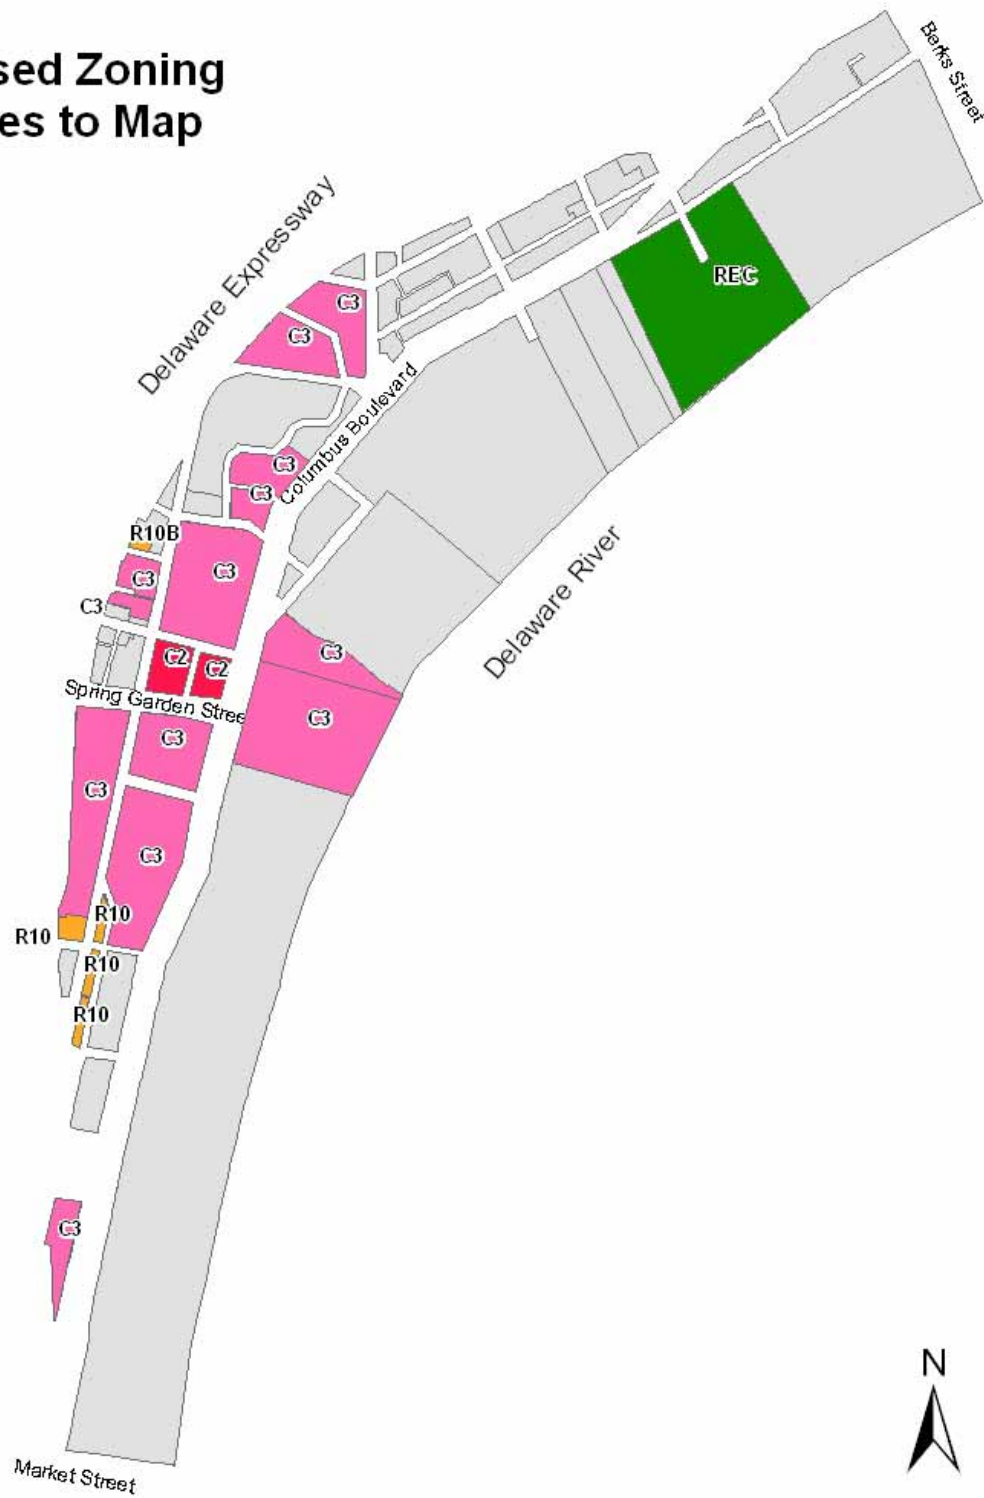 sed Zoning
es to Map
Berks Street
Delaware Expressway
REC
C3
C3
Columbus Boulevard
C3
C3
R10B
C3
C3
C3
Delaware River
C3
C2
C2
Spring Garden Stree
C3
C3
C3
C3
R10
R10
R10
R10
C3
N
Market Street